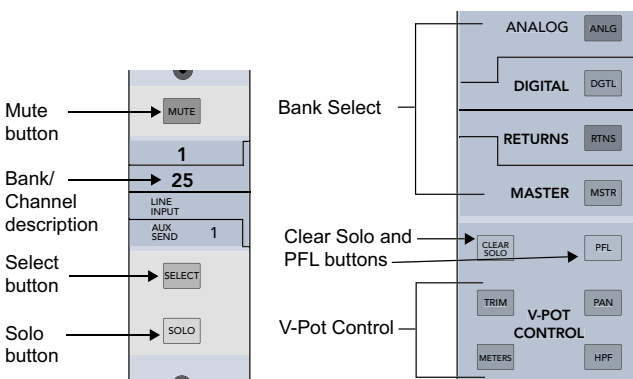 Mute
button
MUTE
1
Bank/
Channel
description
25
LINE
INPUT
AUX
SEND
1
Select
button
SELECT
Solo
button
SOLO
Bank Select
ANALOG
ANLG
DIGITAL
DGTL
RETURNS
RTNS
MASTER
MSTR
Clear Solo and
PFL buttons
CLEAR
SOLO
PFL
V-Pot Control
TRIM
PAN
V-POT
CONTROL
METERS
HPF